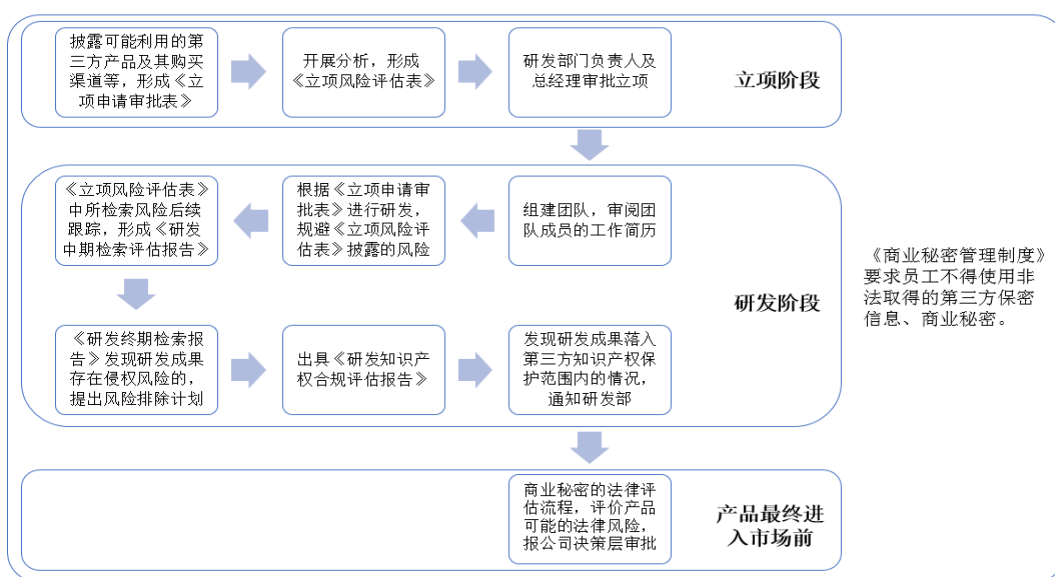 披露可能利用的第
三方产品及其购买
渠道等，形成《立
项申请审批表》
开展分析，形成
《立项风险评估表》
研发部门负责人及
总经理审批立项
立项阶段
组建团队，审阅团
队成员的工作简历
根据《立项申请审
批表》进行研发，
规避《立项风险评
估表》披露的风险
《立项风险评估表》
中所检索风险后续
跟踪，形成《研发
中期检索评估报告》
研发阶段
《研发终期检索报
告》发现研发成果
存在侵权风险的，
提出风险排除计划
出具《研发知识产
权合规评估报告》
发现研发成果落入
第三方知识产权保
护范围内的情况，
通知研发部
商业秘密的法律评
估流程，评价产品
可能的法律风险，
报公司决策层审批
产品最终进
入市场前
《商业秘密管理制度》
要求员工不得使用非
法取得的第三方保密
信息、商业秘密。